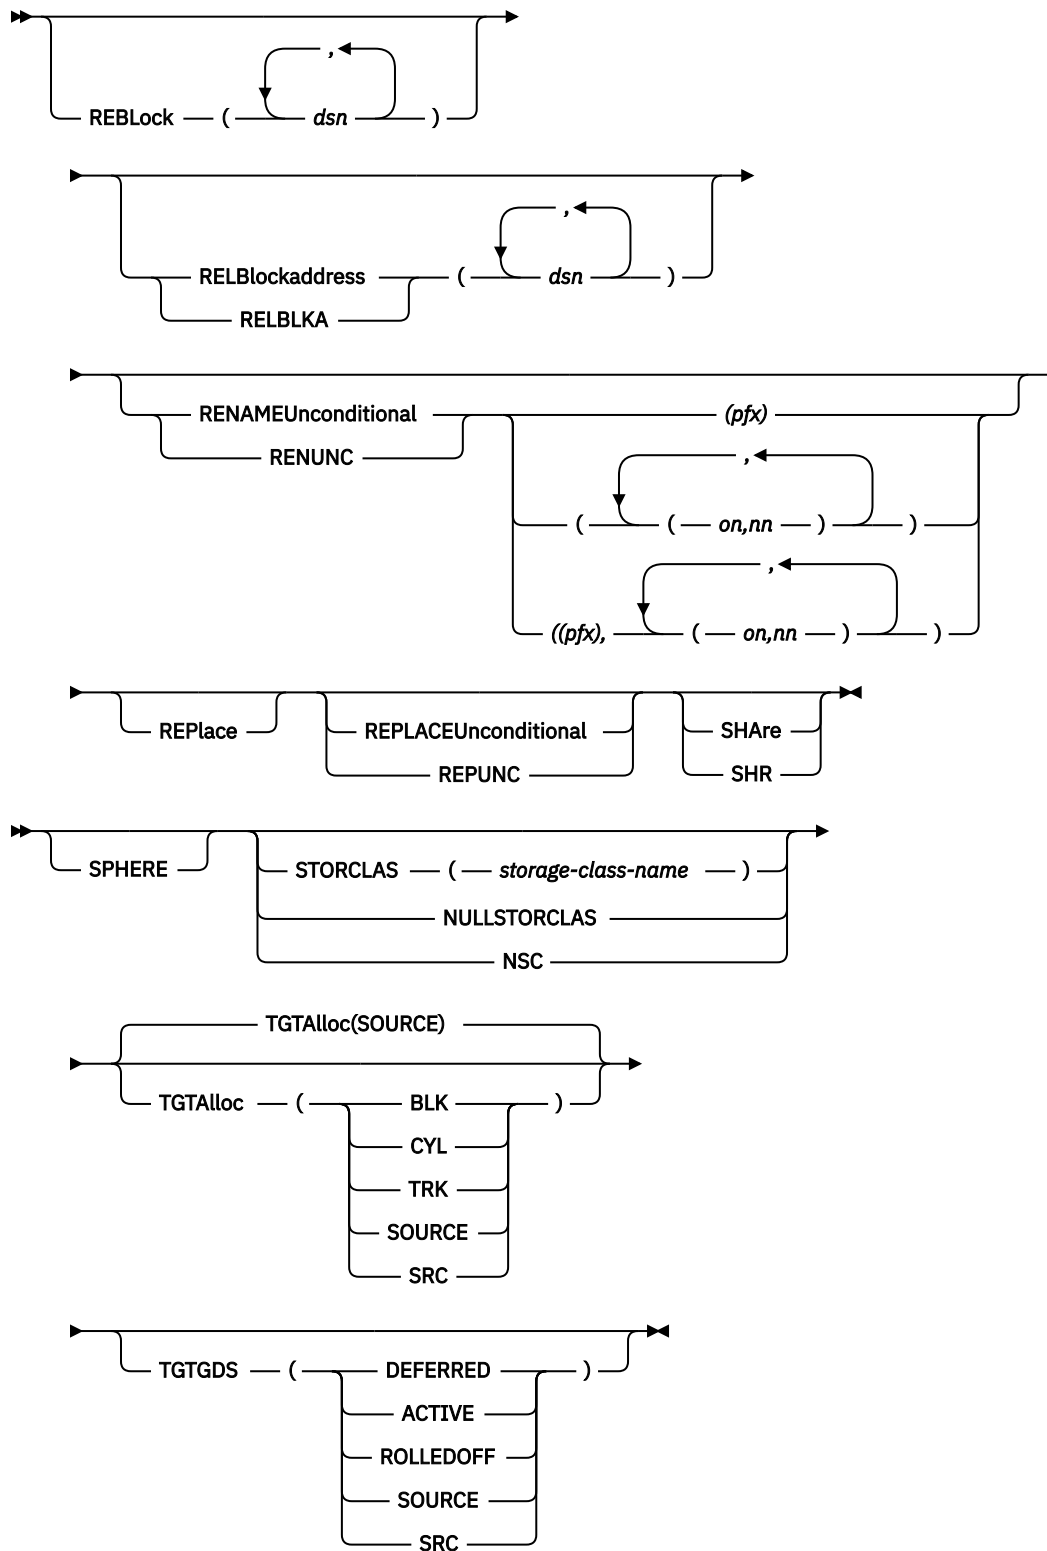 ,
REBLock ( dsn )
,
RELBlockaddress ( dsn )
RELBLKA
RENAMEUnconditional (pfx)
RENUNC
,
( ( on,nn ) )
,
((pfx), ( on,nn ) )
REPlace REPLACEUnconditional SHAre
REPUNC SHR
SPHERE STORCLAS ( storage-class-name )
NULLSTORCLAS
NSC
TGTAlloc(SOURCE)
TGTAlloc ( BLK )
CYL
TRK
SOURCE
SRC
TGTGDS ( DEFERRED )
ACTIVE
ROLLEDOFF
SOURCE
SRC